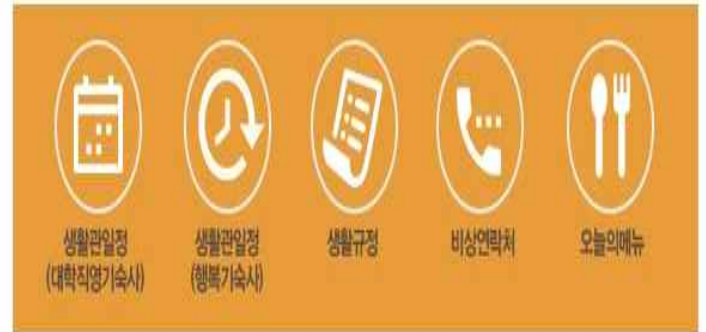 생활관일정
(대학직영기숙사)
생활관일정
(행복기숙사)
생활규정
비상연락처
오늘의메뉴